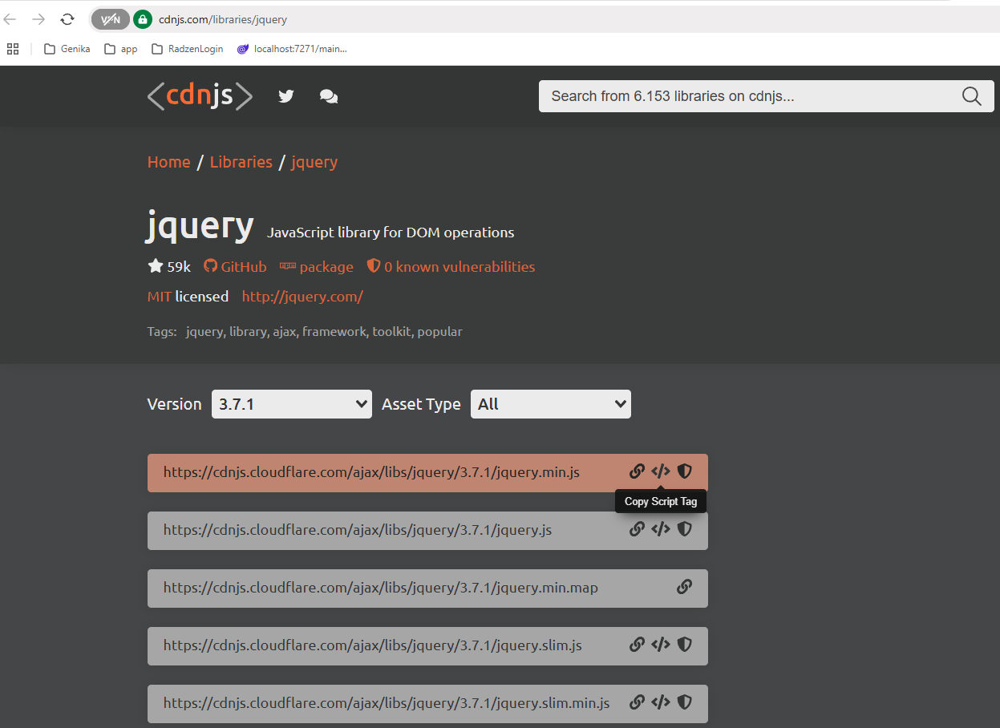 VPN cdnjs.com/libraries/jquery
Genika app RadzenLogin localhost:7271/main...
<cdnjs> Search from 6.153 libraries on cdnjs...
Home / Libraries / jquery
jquery JavaScript library for DOM operations
59k GitHub npm package 0 known vulnerabilities
MIT licensed http://jquery.com/
Tags: jquery, library, ajax, framework, toolkit, popular
Version 3.7.1 Asset Type All
https://cdnjs.cloudflare.com/ajax/libs/jquery/3.7.1/jquery.min.js </>
Copy Script Tag
https://cdnjs.cloudflare.com/ajax/libs/jquery/3.7.1/jquery.js </>
https://cdnjs.cloudflare.com/ajax/libs/jquery/3.7.1/jquery.min.map
https://cdnjs.cloudflare.com/ajax/libs/jquery/3.7.1/jquery.slim.js </>
https://cdnjs.cloudflare.com/ajax/libs/jquery/3.7.1/jquery.slim.min.js </>